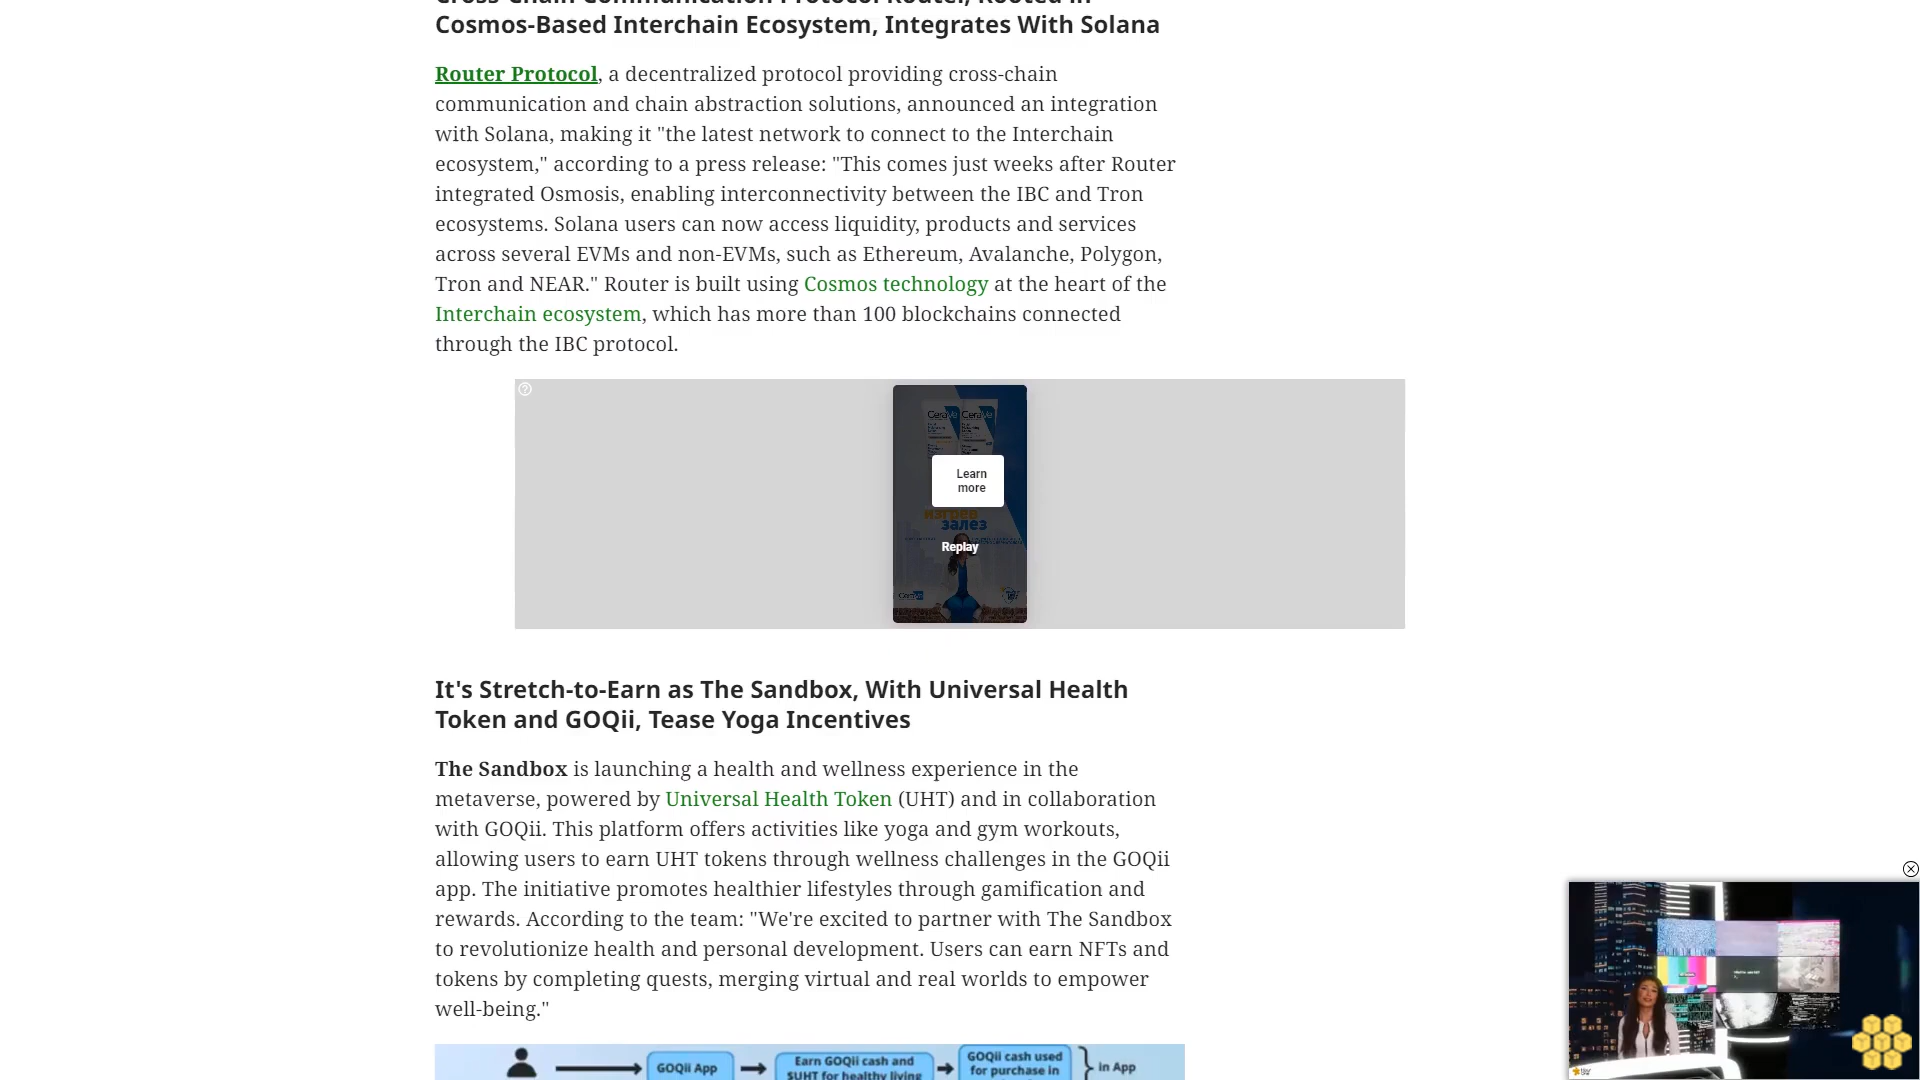 Cross-Chain Communication Protocol Router, Rooted in
Cosmos-Based Interchain Ecosystem, Integrates With Solana
Router Protocol, a decentralized protocol providing cross-chain
communication and chain abstraction solutions, announced an integration
with Solana, making it "the latest network to connect to the Interchain
ecosystem," according to a press release: "This comes just weeks after Router
integrated Osmosis, enabling interconnectivity between the IBC and Tron
ecosystems. Solana users can now access liquidity, products and services
across several EVMs and non-EVMs, such as Ethereum, Avalanche, Polygon,
Tron and NEAR." Router is built using Cosmos technology at the heart of the
Interchain ecosystem, which has more than 100 blockchains connected
through the IBC protocol.
CeraVe CeraVe
Learn
more
изгрев
залез
Replay
CeraVe
It's Stretch-to-Earn as The Sandbox, With Universal Health
Token and GOQii, Tease Yoga Incentives
The Sandbox is launching a health and wellness experience in the
metaverse, powered by Universal Health Token (UHT) and in collaboration
with GOQii. This platform offers activities like yoga and gym workouts,
allowing users to earn UHT tokens through wellness challenges in the GOQii
app. The initiative promotes healthier lifestyles through gamification and
rewards. According to the team: "We're excited to partner with The Sandbox
to revolutionize health and personal development. Users can earn NFTs and
tokens by completing quests, merging virtual and real worlds to empower
well-being."
GOQii App
Earn GOQii cash and
$UHT for healthy living
GOQii cash used
for purchase in
in App